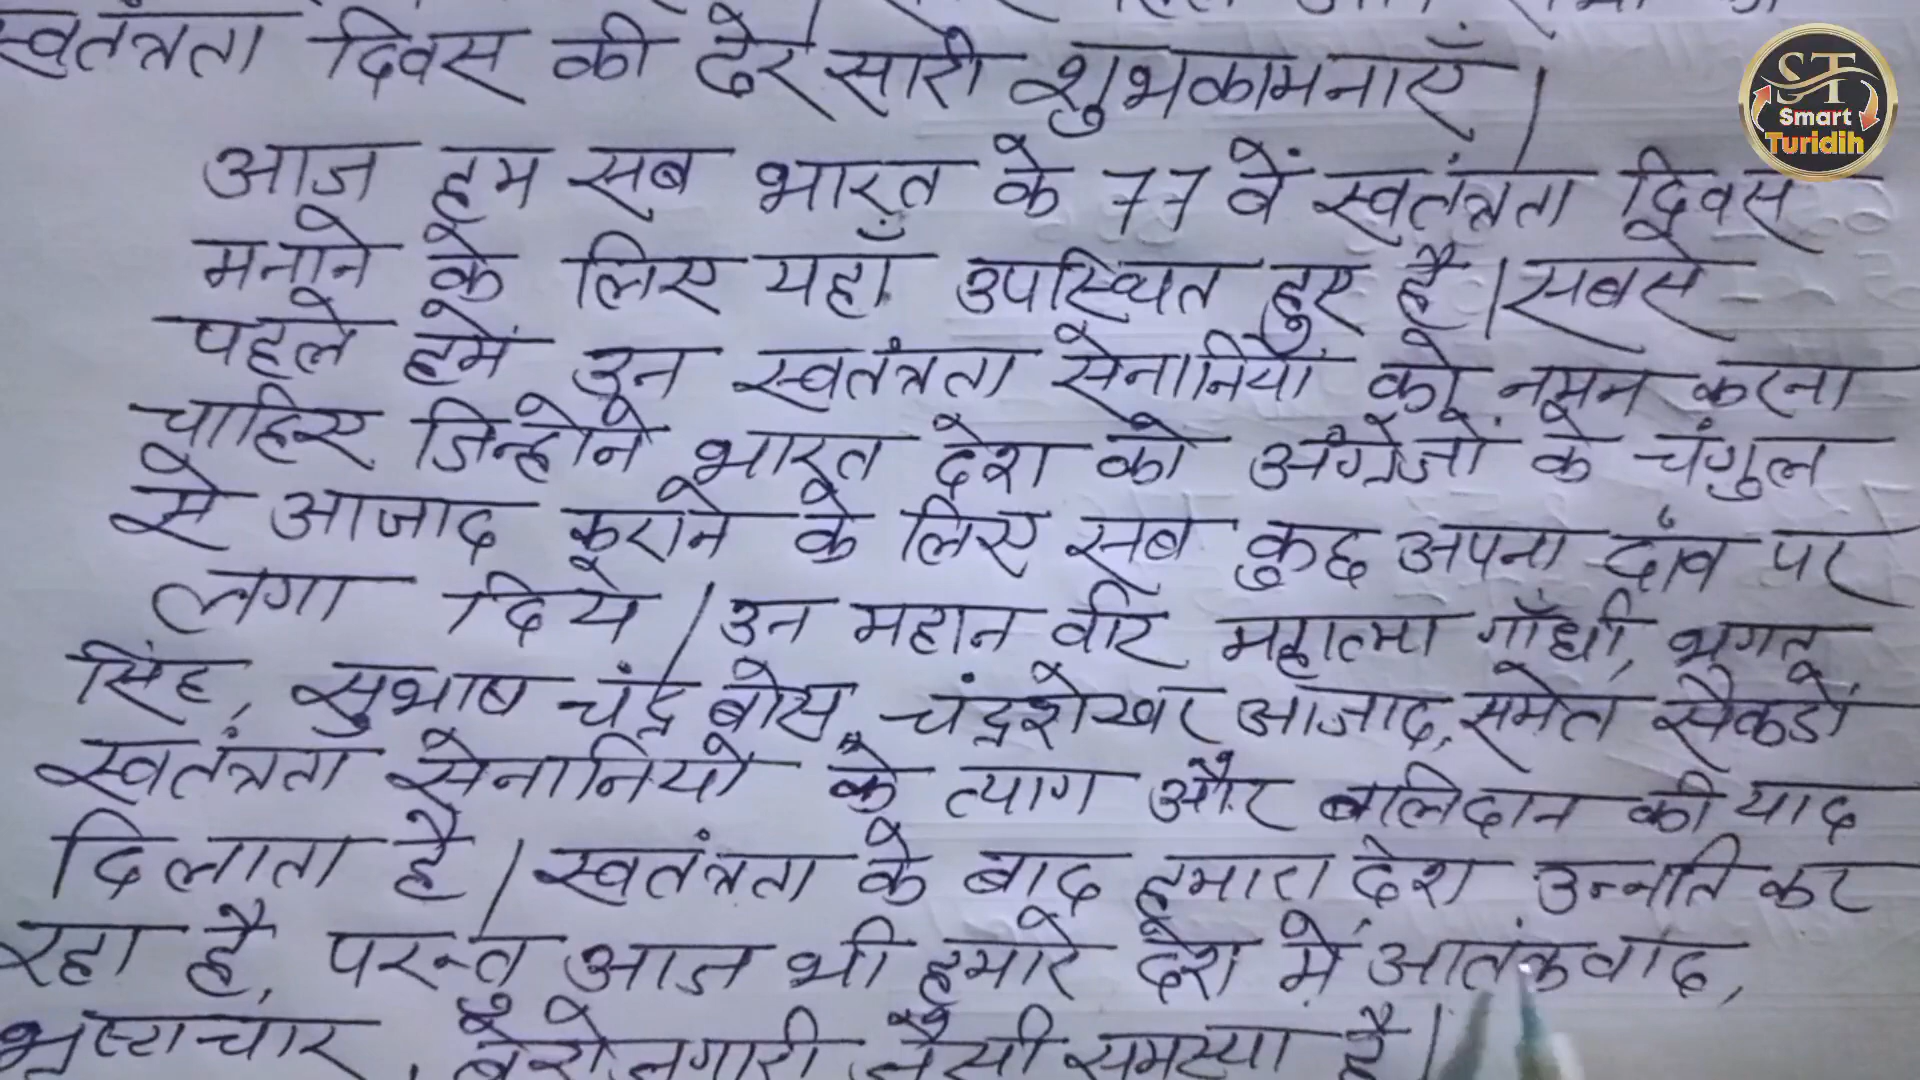 स्वतंत्रता दिवस की ढेर सारी शुभकामनाएँ।
आज हम सब भारत के 77 वें स्वतंत्रता दिवस
मनाने के लिए यहाँ उपस्थित हुए है। सबसे
पहले हमें उन स्वतंत्रता सेनानियों को नमन करना
चाहिए जिन्होंने भारत देश को अंग्रेजों के चंगुल
से आजाद कराने के लिए सब कुछ अपना दांव पर
लगा दिये। उन महान वीर महात्मा गाँधी, भगत
सिंह, सुभाष चंद्र बोस, चंद्रशेखर आजाद, समेत सैकडों
स्वतंत्रता सेनानियों के त्याग और बलिदान की याद
दिलाता है। स्वतंत्रता के बाद हमारा देश उन्नति कर
रहा है, परन्तु आज भी हमारे देश में आतंकवाद,
भ्रष्टाचार, बेरोजगारी जैसी समस्या है।
ST
Smart
Turidih